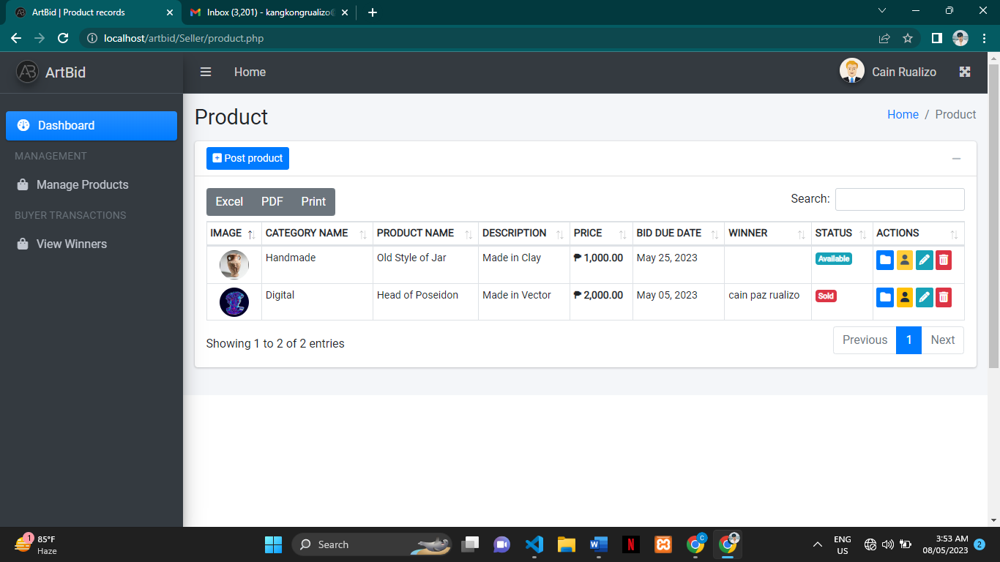 ArtBid | Product records
Inbox (3,201) - kangkongrualizo
localhost/artbid/Seller/product.php
AB ArtBid
Home
Cain Rualizo
Dashboard
MANAGEMENT
Manage Products
BUYER TRANSACTIONS
View Winners
Product
Home / Product
Post product
Excel PDF Print
Search:
IMAGE CATEGORY NAME PRODUCT NAME DESCRIPTION PRICE BID DUE DATE WINNER STATUS ACTIONS
Handmade Old Style of Jar Made in Clay ₱ 1,000.00 May 25, 2023 Available
Digital Head of Poseidon Made in Vector ₱ 2,000.00 May 05, 2023 cain paz rualizo Sold
Showing 1 to 2 of 2 entries
Previous 1 Next
1
85°F
Haze
Search
W
N
C
ENG
US
3:53 AM
08/05/2023
2